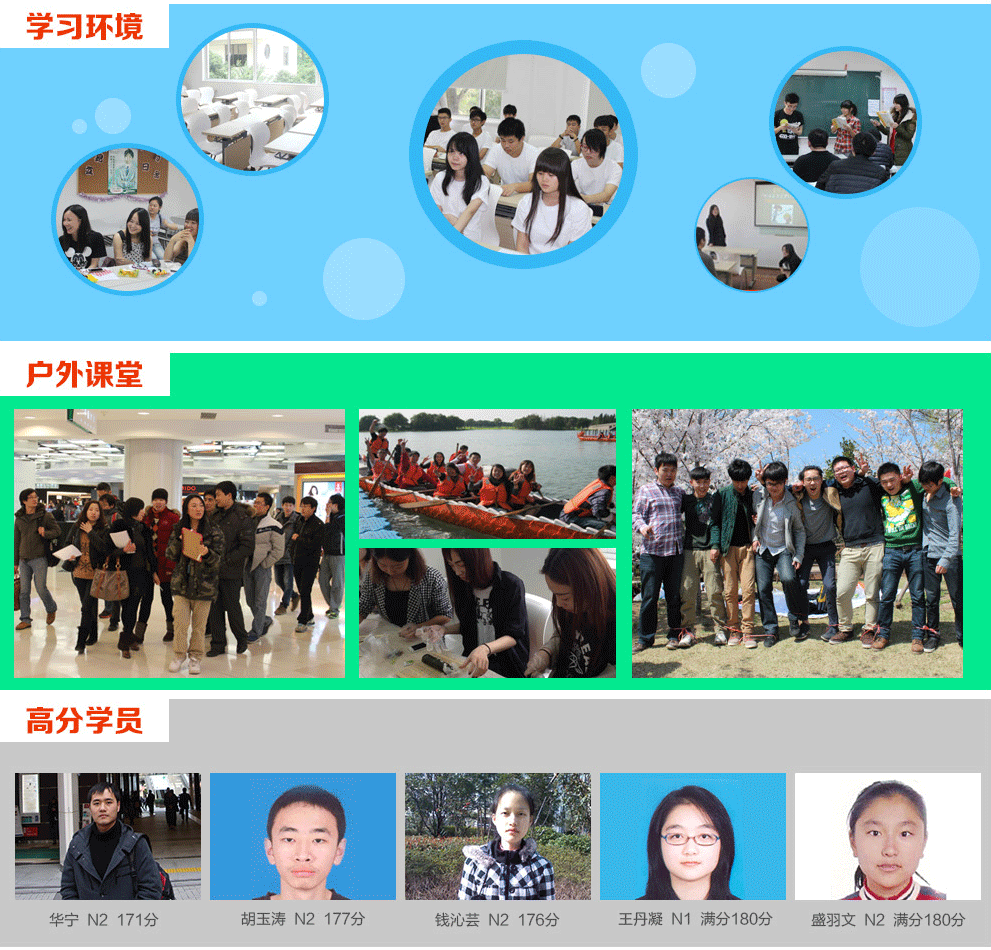 学习环境
户外课堂
高分学员
华宁 N2 171分
胡玉涛 N2 177分
钱沁芸 N2 176分
王丹凝 N1 满分180分
盛羽文 N2 满分180分